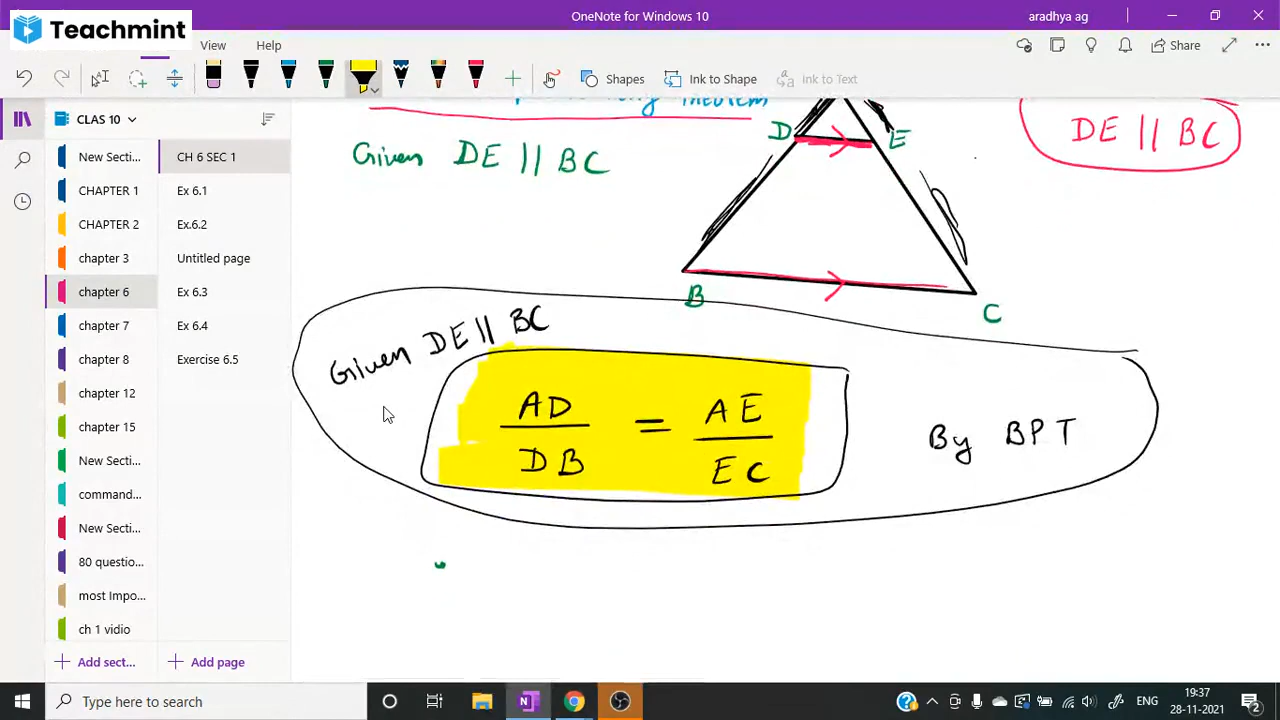 OneNote for Windows 10
aradhya ag
Teachmint
View Help
Share
Shapes
Ink to Shape
Ink to Text
CLAS 10
New Secti...
CHAPTER 1
CHAPTER 2
chapter 3
chapter 6
chapter 7
chapter 8
chapter 12
chapter 15
New Secti...
command...
New Secti...
80 questio...
most Impo...
ch 1 vidio
Add sect...
CH 6 SEC 1
Ex 6.1
Ex.6.2
Untitled page
Ex 6.3
Ex 6.4
Exercise 6.5
Add page
Theorem
Given DE || BC
D E
B C
DE || BC
Given DE || BC
AD/DB = AE/EC
By BPT
Type here to search
ENG
19:37
28-11-2021
2